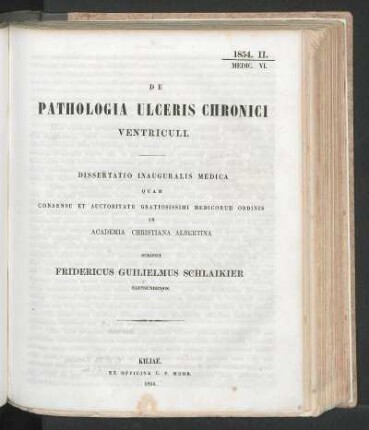 1854. II.
MEDIC. VI.
DE
PATHOLOGIA ULCERIS CHRONICI
VENTRICULI.
DISSERTATIO INAUGURALIS MEDICA
QUAM
CONSENSU ET AUCTORITATE GRATIOSISSIMI MEDICORUM ORDINIS
IN
ACADEMIA CHRISTIANA ALBERTINA
SCRIPSIT
FRIDERICUS GUILIELMUS SCHLAIKIER
KILIAE.
EX OFFICINA C. F. MOHR.
1854.